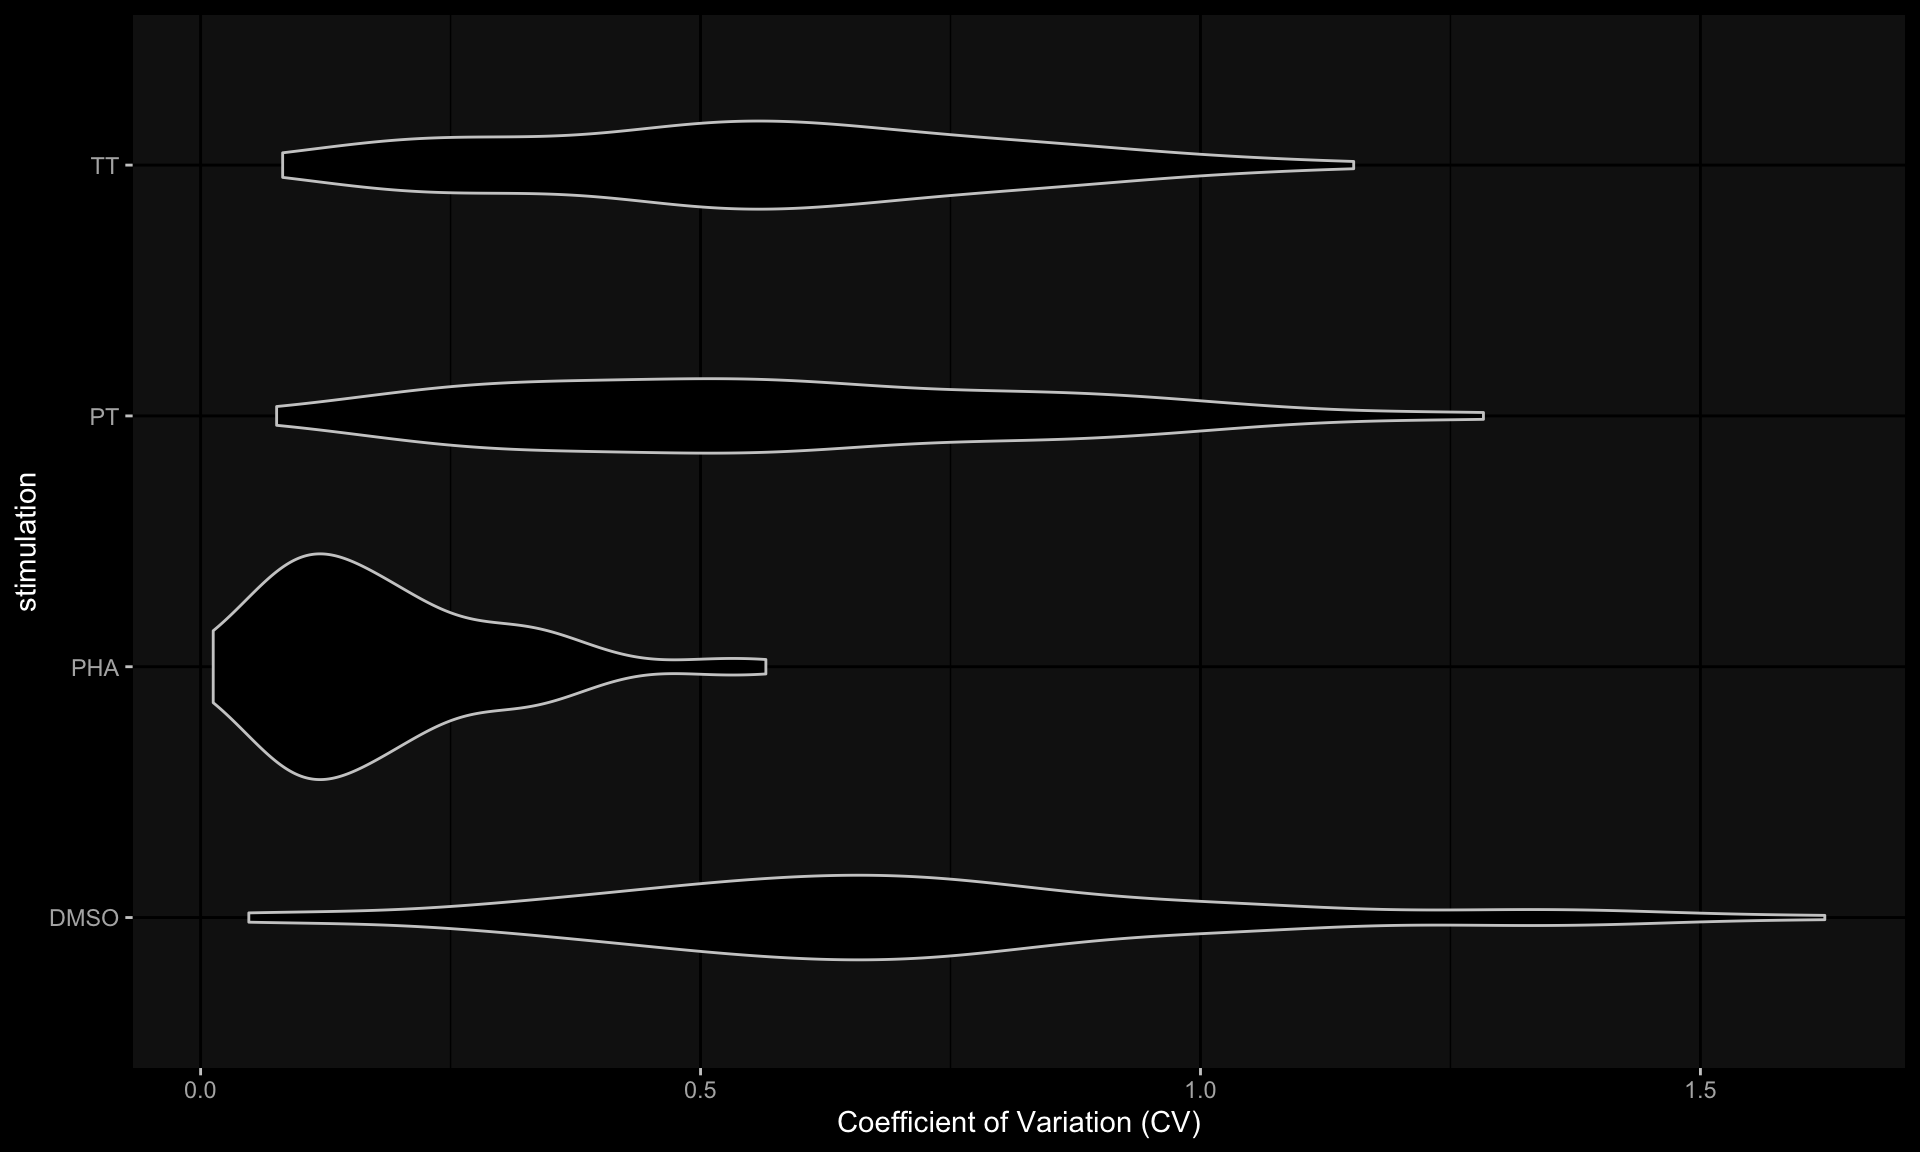 stimulation
TT
PT
PHA
DMSO
0.0 0.5 1.0 1.5
Coefficient of Variation (CV)